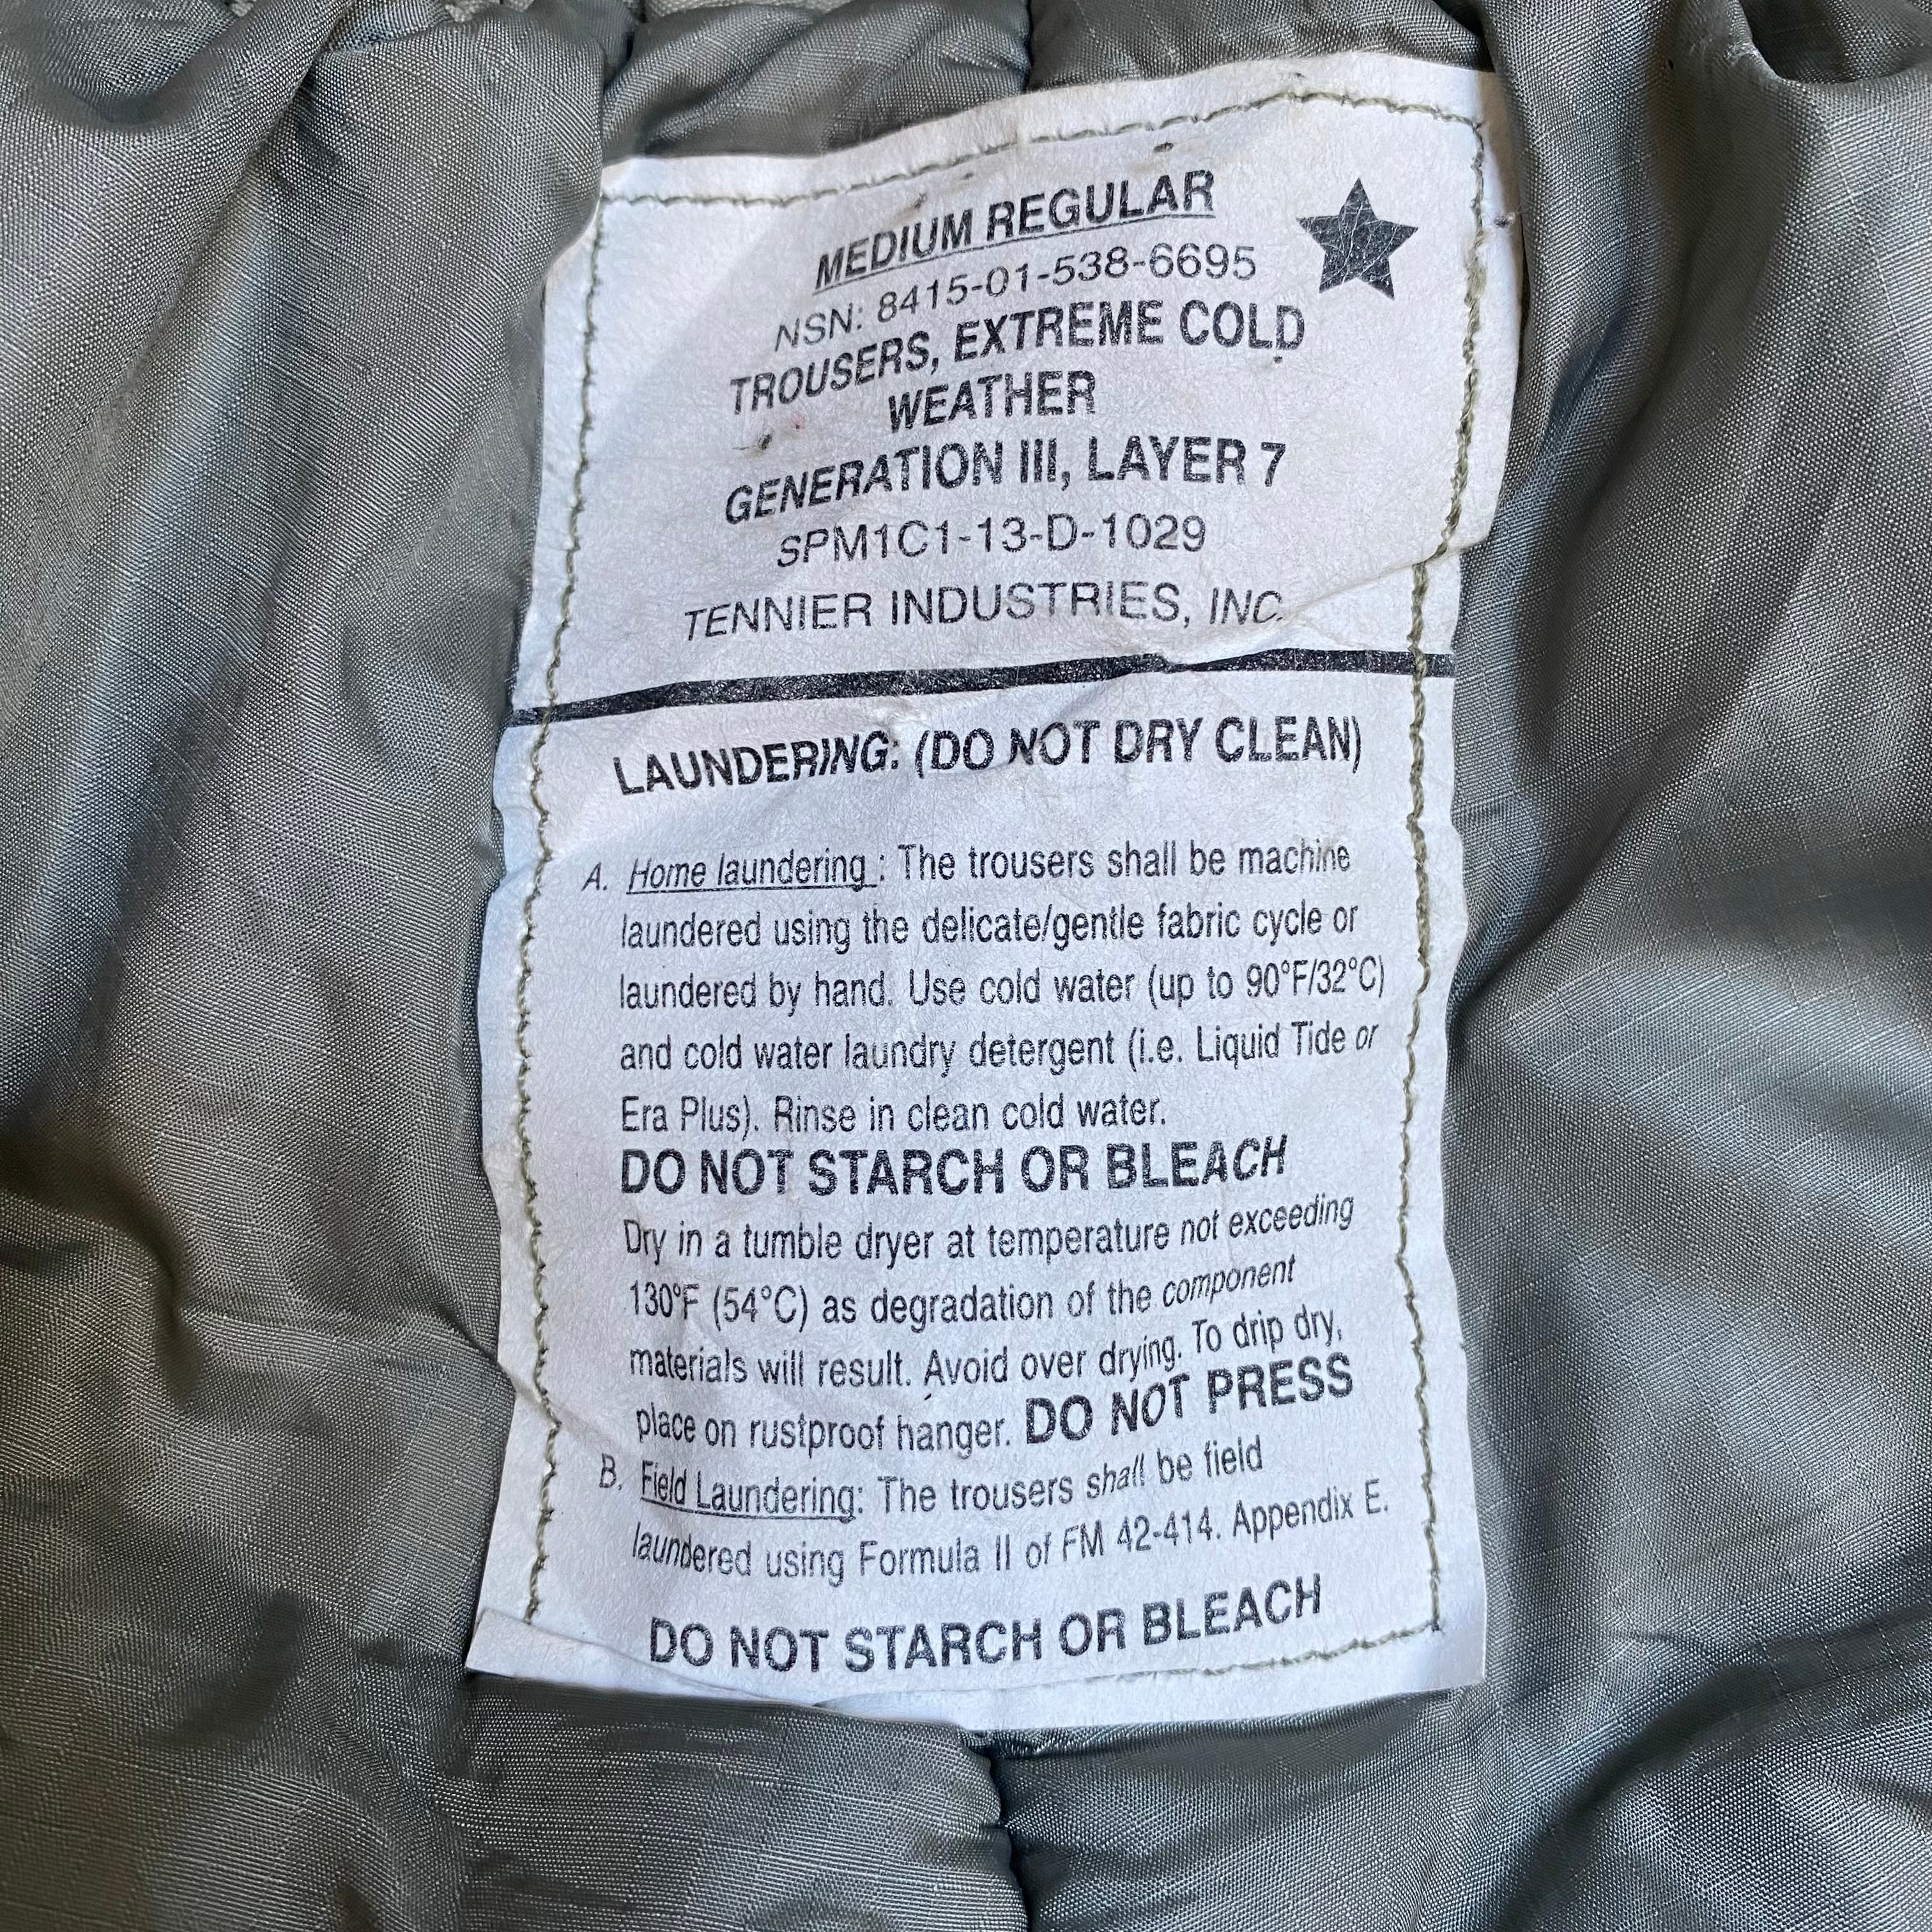 MEDIUM REGULAR
NSN: 8415-01-538-6695
TROUSERS, EXTREME COLD
WEATHER
GENERATION III, LAYER 7
SPM1C1-13-D-1029
TENNIER INDUSTRIES, INC.
LAUNDERING: (DO NOT DRY CLEAN)
A. Home laundering : The trousers shall be machine
laundered using the delicate/gentle fabric cycle or
laundered by hand. Use cold water (up to 90°F/32°C)
and cold water laundry detergent (i.e. Liquid Tide or
Era Plus). Rinse in clean cold water.
DO NOT STARCH OR BLEACH
Dry in a tumble dryer at temperature not exceeding
130°F (54°C) as degradation of the component
materials will result. Avoid over drying. To drip dry,
place on rustproof hanger. DO NOT PRESS
B. Field Laundering: The trousers shall be field
laundered using Formula II of FM 42-414. Appendix E.
DO NOT STARCH OR BLEACH